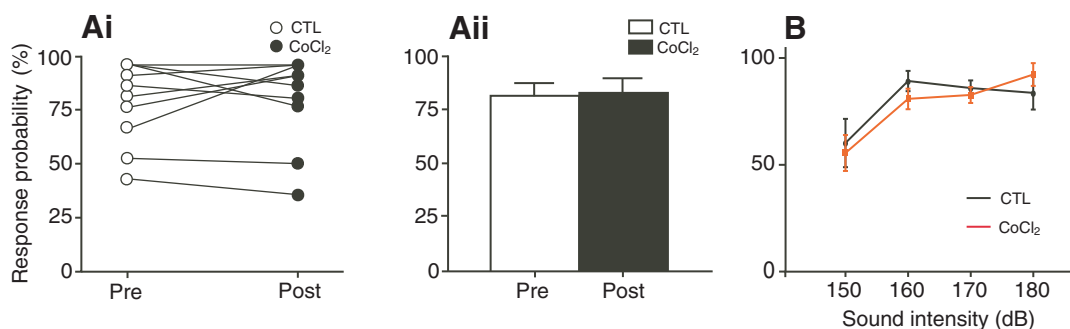 Ai
CTL
CoCl₂
Response probability (%)
100
75
50
25
0
Pre
Post
Aii
CTL
CoCl₂
100
75
50
25
0
Pre
Post
B
100
50
0
CTL
CoCl₂
150
160
170
180
Sound intensity (dB)